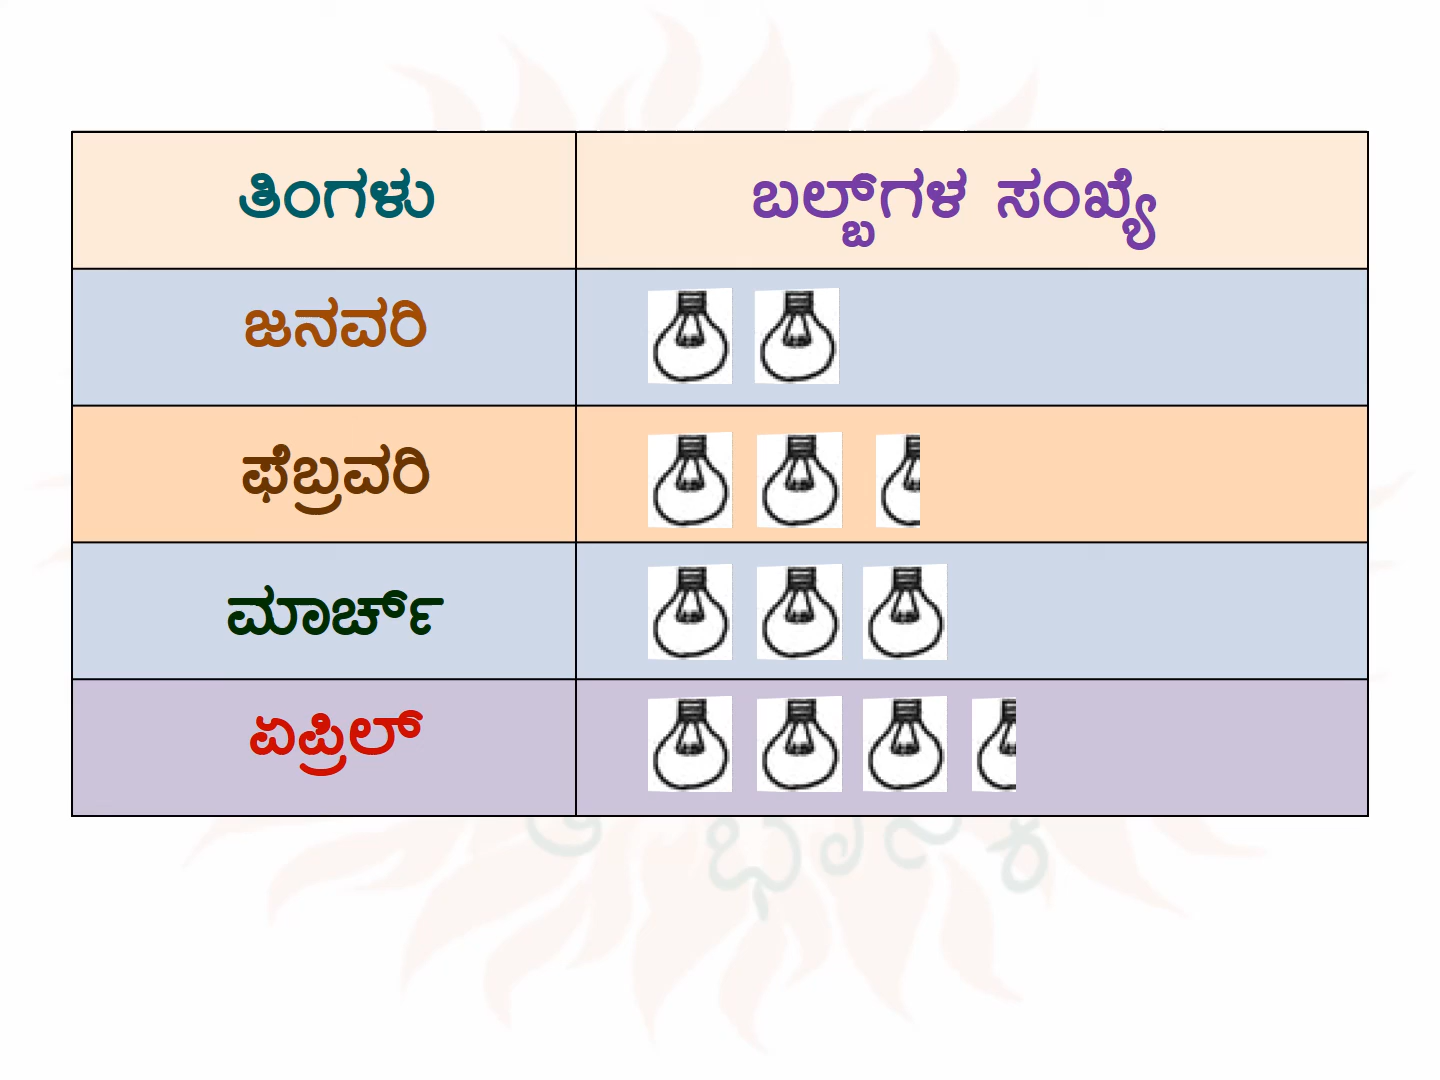 ತಿಂಗಳು ಬಲ್ಬ್‌ಗಳ ಸಂಖ್ಯೆ
ಜನವರಿ
ಫೆಬ್ರವರಿ
ಮಾರ್ಚ್
ಏಪ್ರಿಲ್